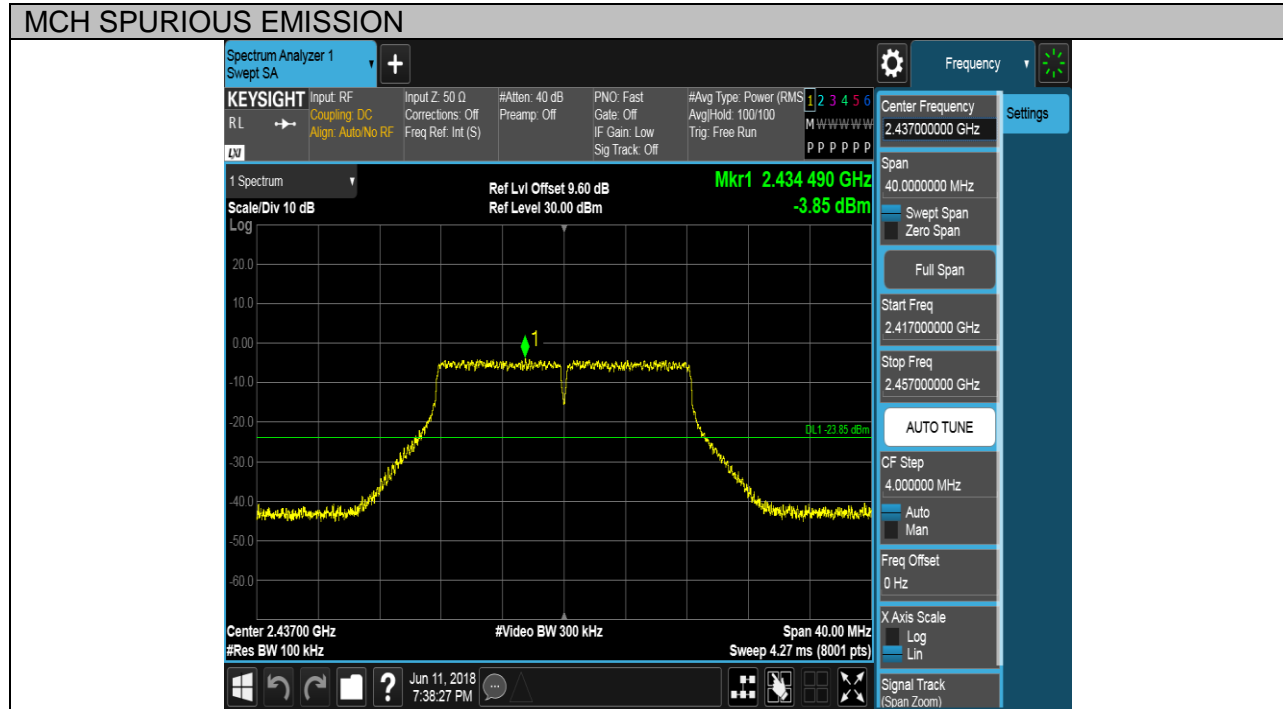 MCH SPURIOUS EMISSION
Spectrum Analyzer 1
Swept SA
+
Frequency
KEYSIGHT
RL
LXI
Input: RF
Coupling: DC
Align: Auto/No RF
Input Z: 50 Ω
Corrections: Off
Freq Ref: Int (S)
#Atten: 40 dB
Preamp: Off
PNO: Fast
Gate: Off
IF Gain: Low
Sig Track: Off
#Avg Type: Power (RMS
Avg|Hold: 100/100
Trig: Free Run
1 2 3 4 5 6
M W W W W W
P P P P P P
1 Spectrum
Scale/Div 10 dB
Log
Ref Lvl Offset 9.60 dB
Ref Level 30.00 dBm
Mkr1 2.434 490 GHz
-3.85 dBm
20.0
10.0
0.00
-10.0
-20.0
-30.0
-40.0
-50.0
-60.0
1
DL1 -23.85 dBm
Center 2.43700 GHz
#Res BW 100 kHz
#Video BW 300 kHz
Span 40.00 MHz
Sweep 4.27 ms (8001 pts)
Center Frequency
2.437000000 GHz
Settings
Span
40.0000000 MHz
Swept Span
Zero Span
Full Span
Start Freq
2.417000000 GHz
Stop Freq
2.457000000 GHz
AUTO TUNE
CF Step
4.000000 MHz
Auto
Man
Freq Offset
0 Hz
X Axis Scale
Log
Lin
Signal Track
(Span Zoom)
?
Jun 11, 2018
7:38:27 PM